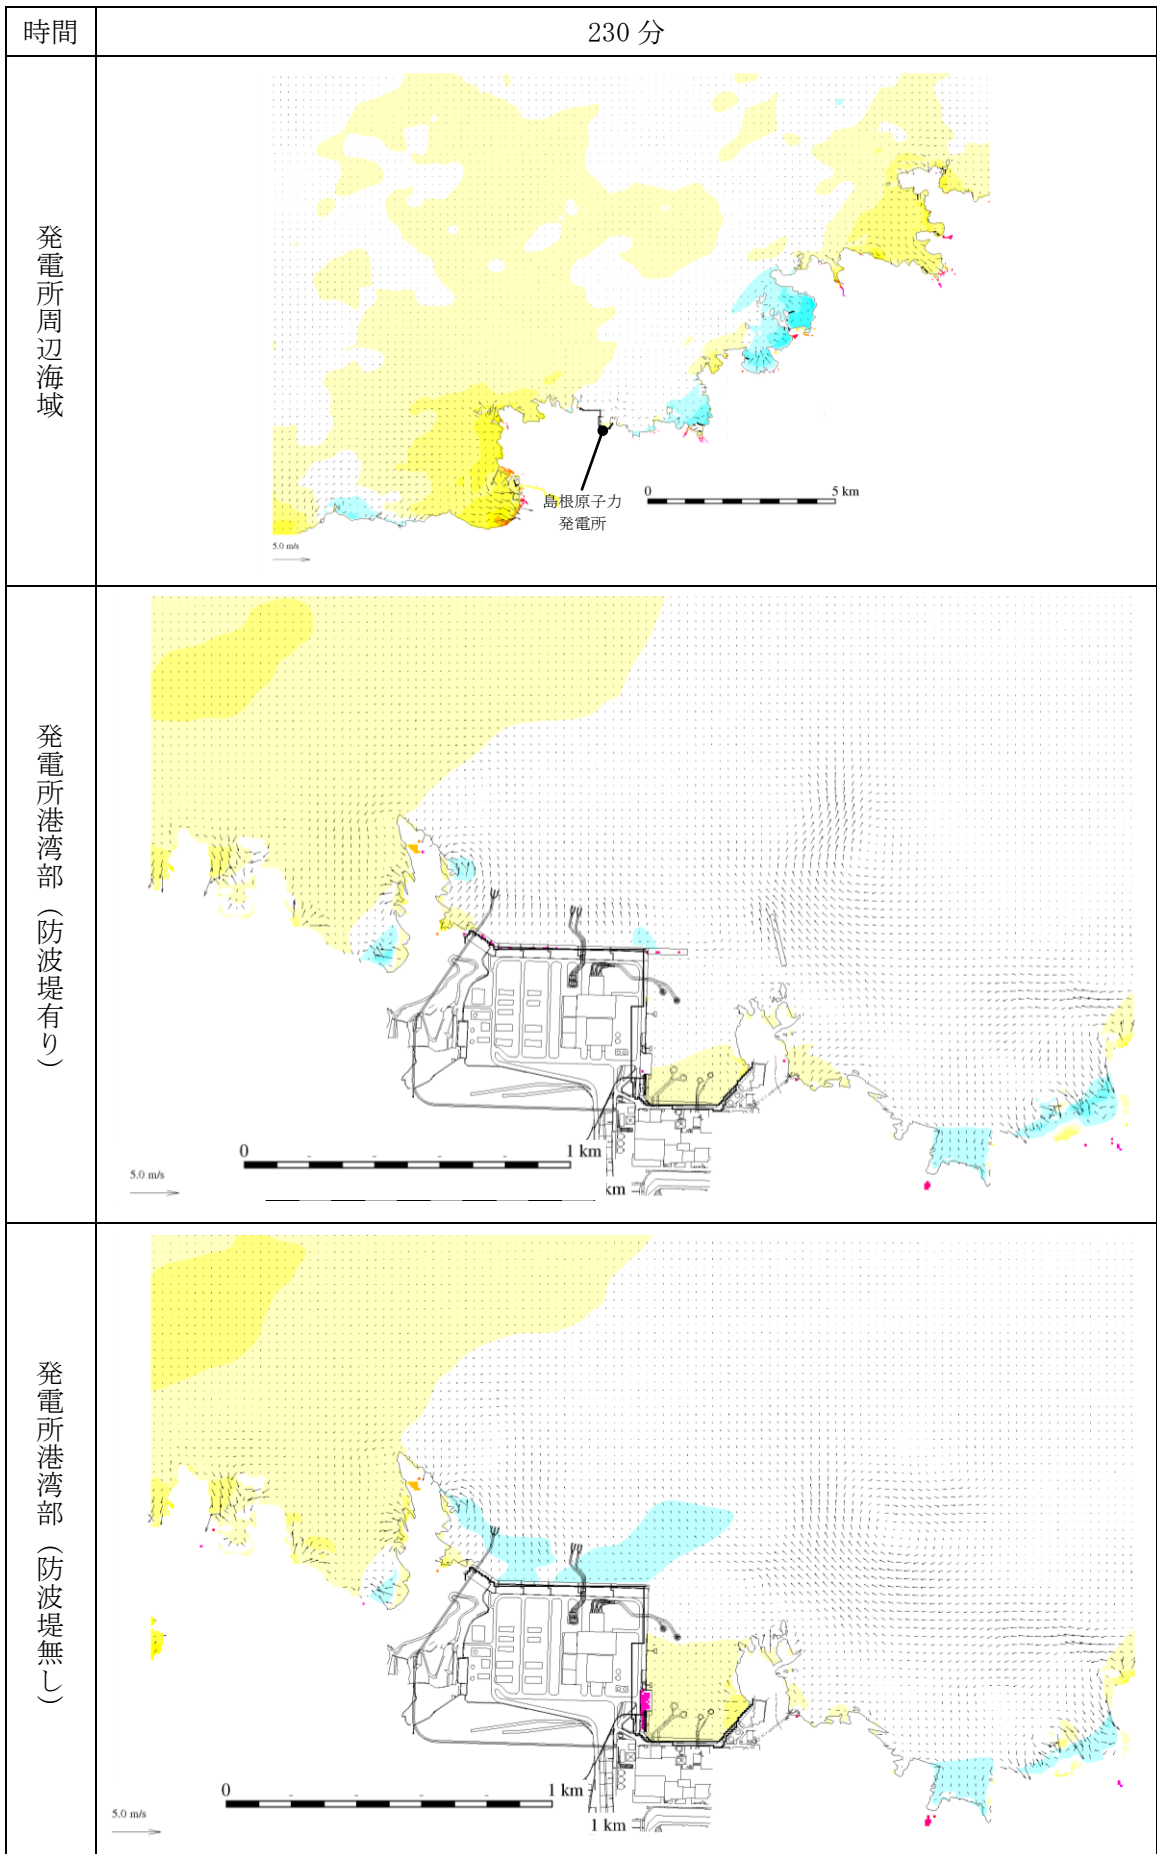 時間
230 分
発電所周辺海域
島根原子力
発電所
0
5 km
5.0 m/s
発電所港湾部（防波堤有り）
0
1 km
km
5.0 m/s
発電所港湾部（防波堤無し）
0
1 km
1 km
5.0 m/s